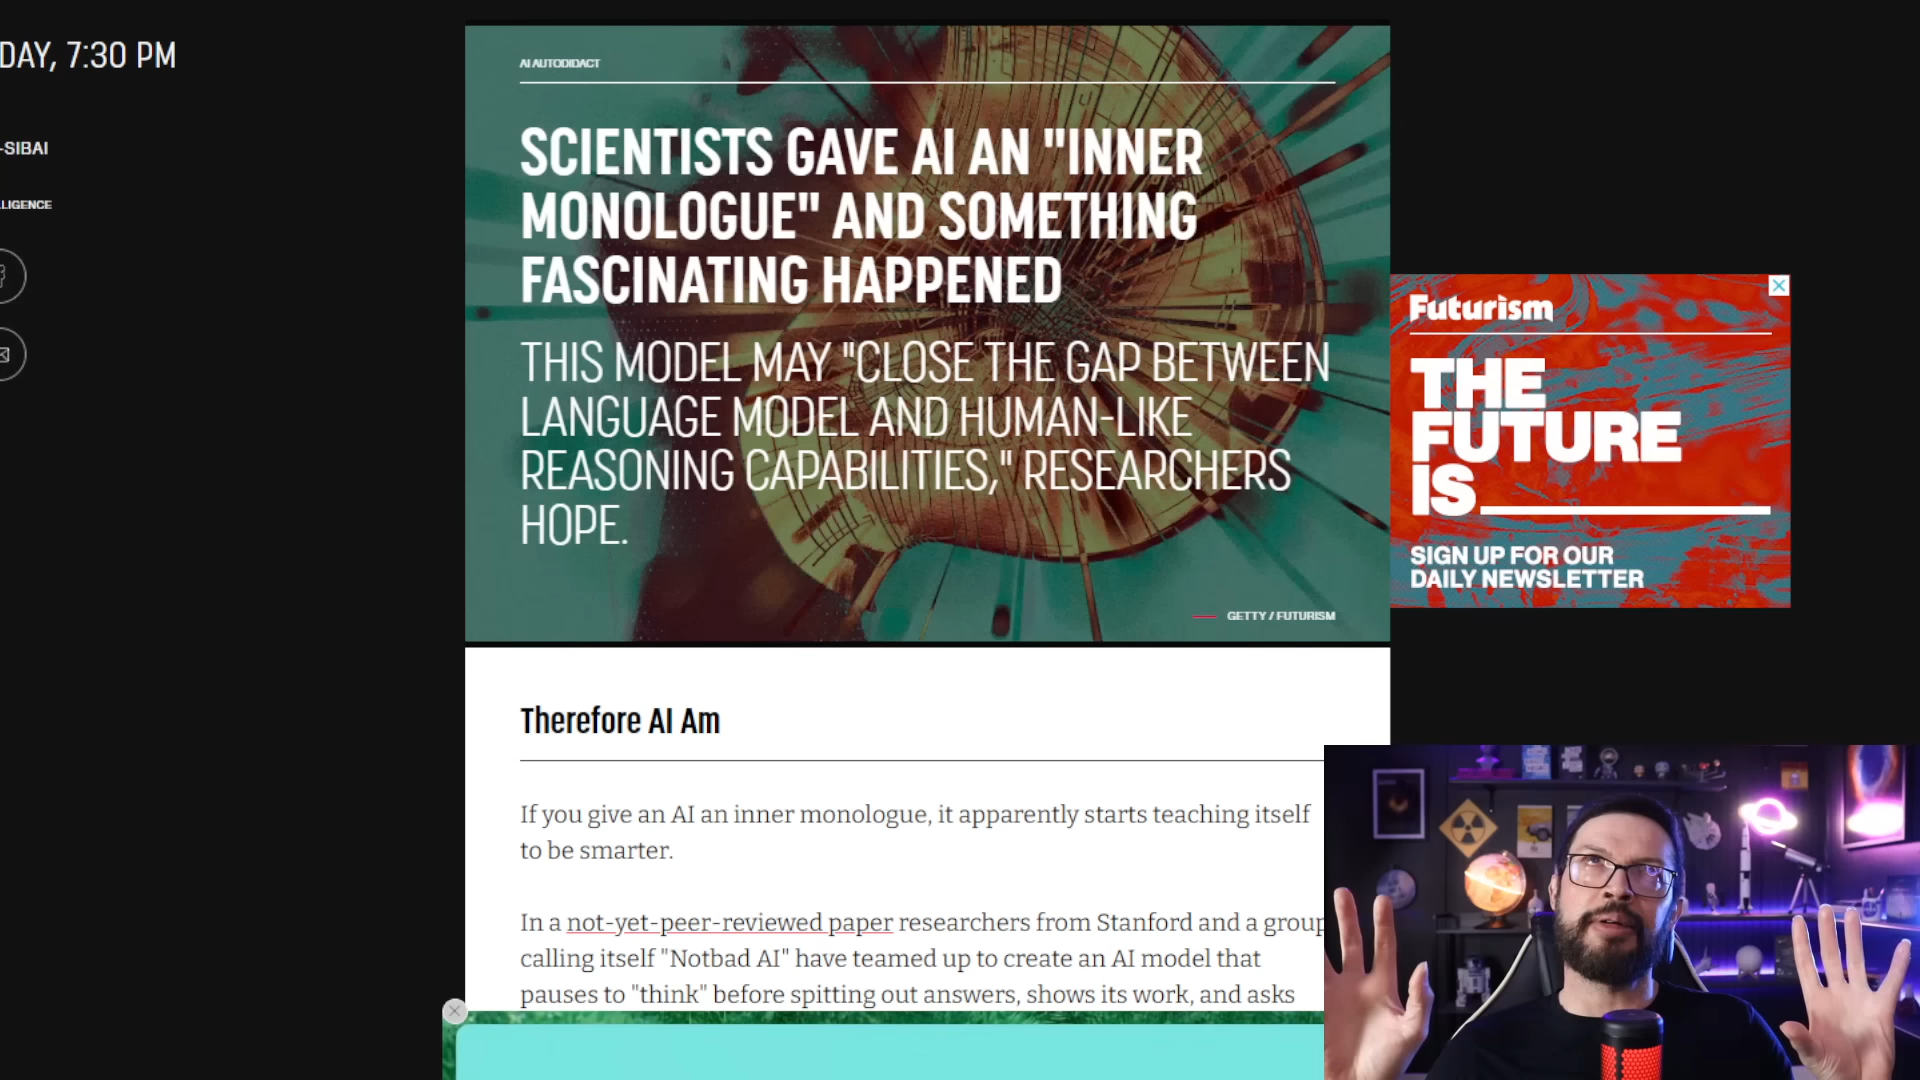 DAY, 7:30 PM
-SIBAI
LIGENCE
AI AUTODIDACT
SCIENTISTS GAVE AI AN "INNER
MONOLOGUE" AND SOMETHING
FASCINATING HAPPENED
THIS MODEL MAY "CLOSE THE GAP BETWEEN
LANGUAGE MODEL AND HUMAN-LIKE
REASONING CAPABILITIES," RESEARCHERS
HOPE.
GETTY / FUTURISM
Futurism
THE
FUTURE
IS
SIGN UP FOR OUR
DAILY NEWSLETTER
Therefore AI Am
If you give an AI an inner monologue, it apparently starts teaching itself
to be smarter.
In a not-yet-peer-reviewed paper researchers from Stanford and a group
calling itself "Notbad AI" have teamed up to create an AI model that
pauses to "think" before spitting out answers, shows its work, and asks